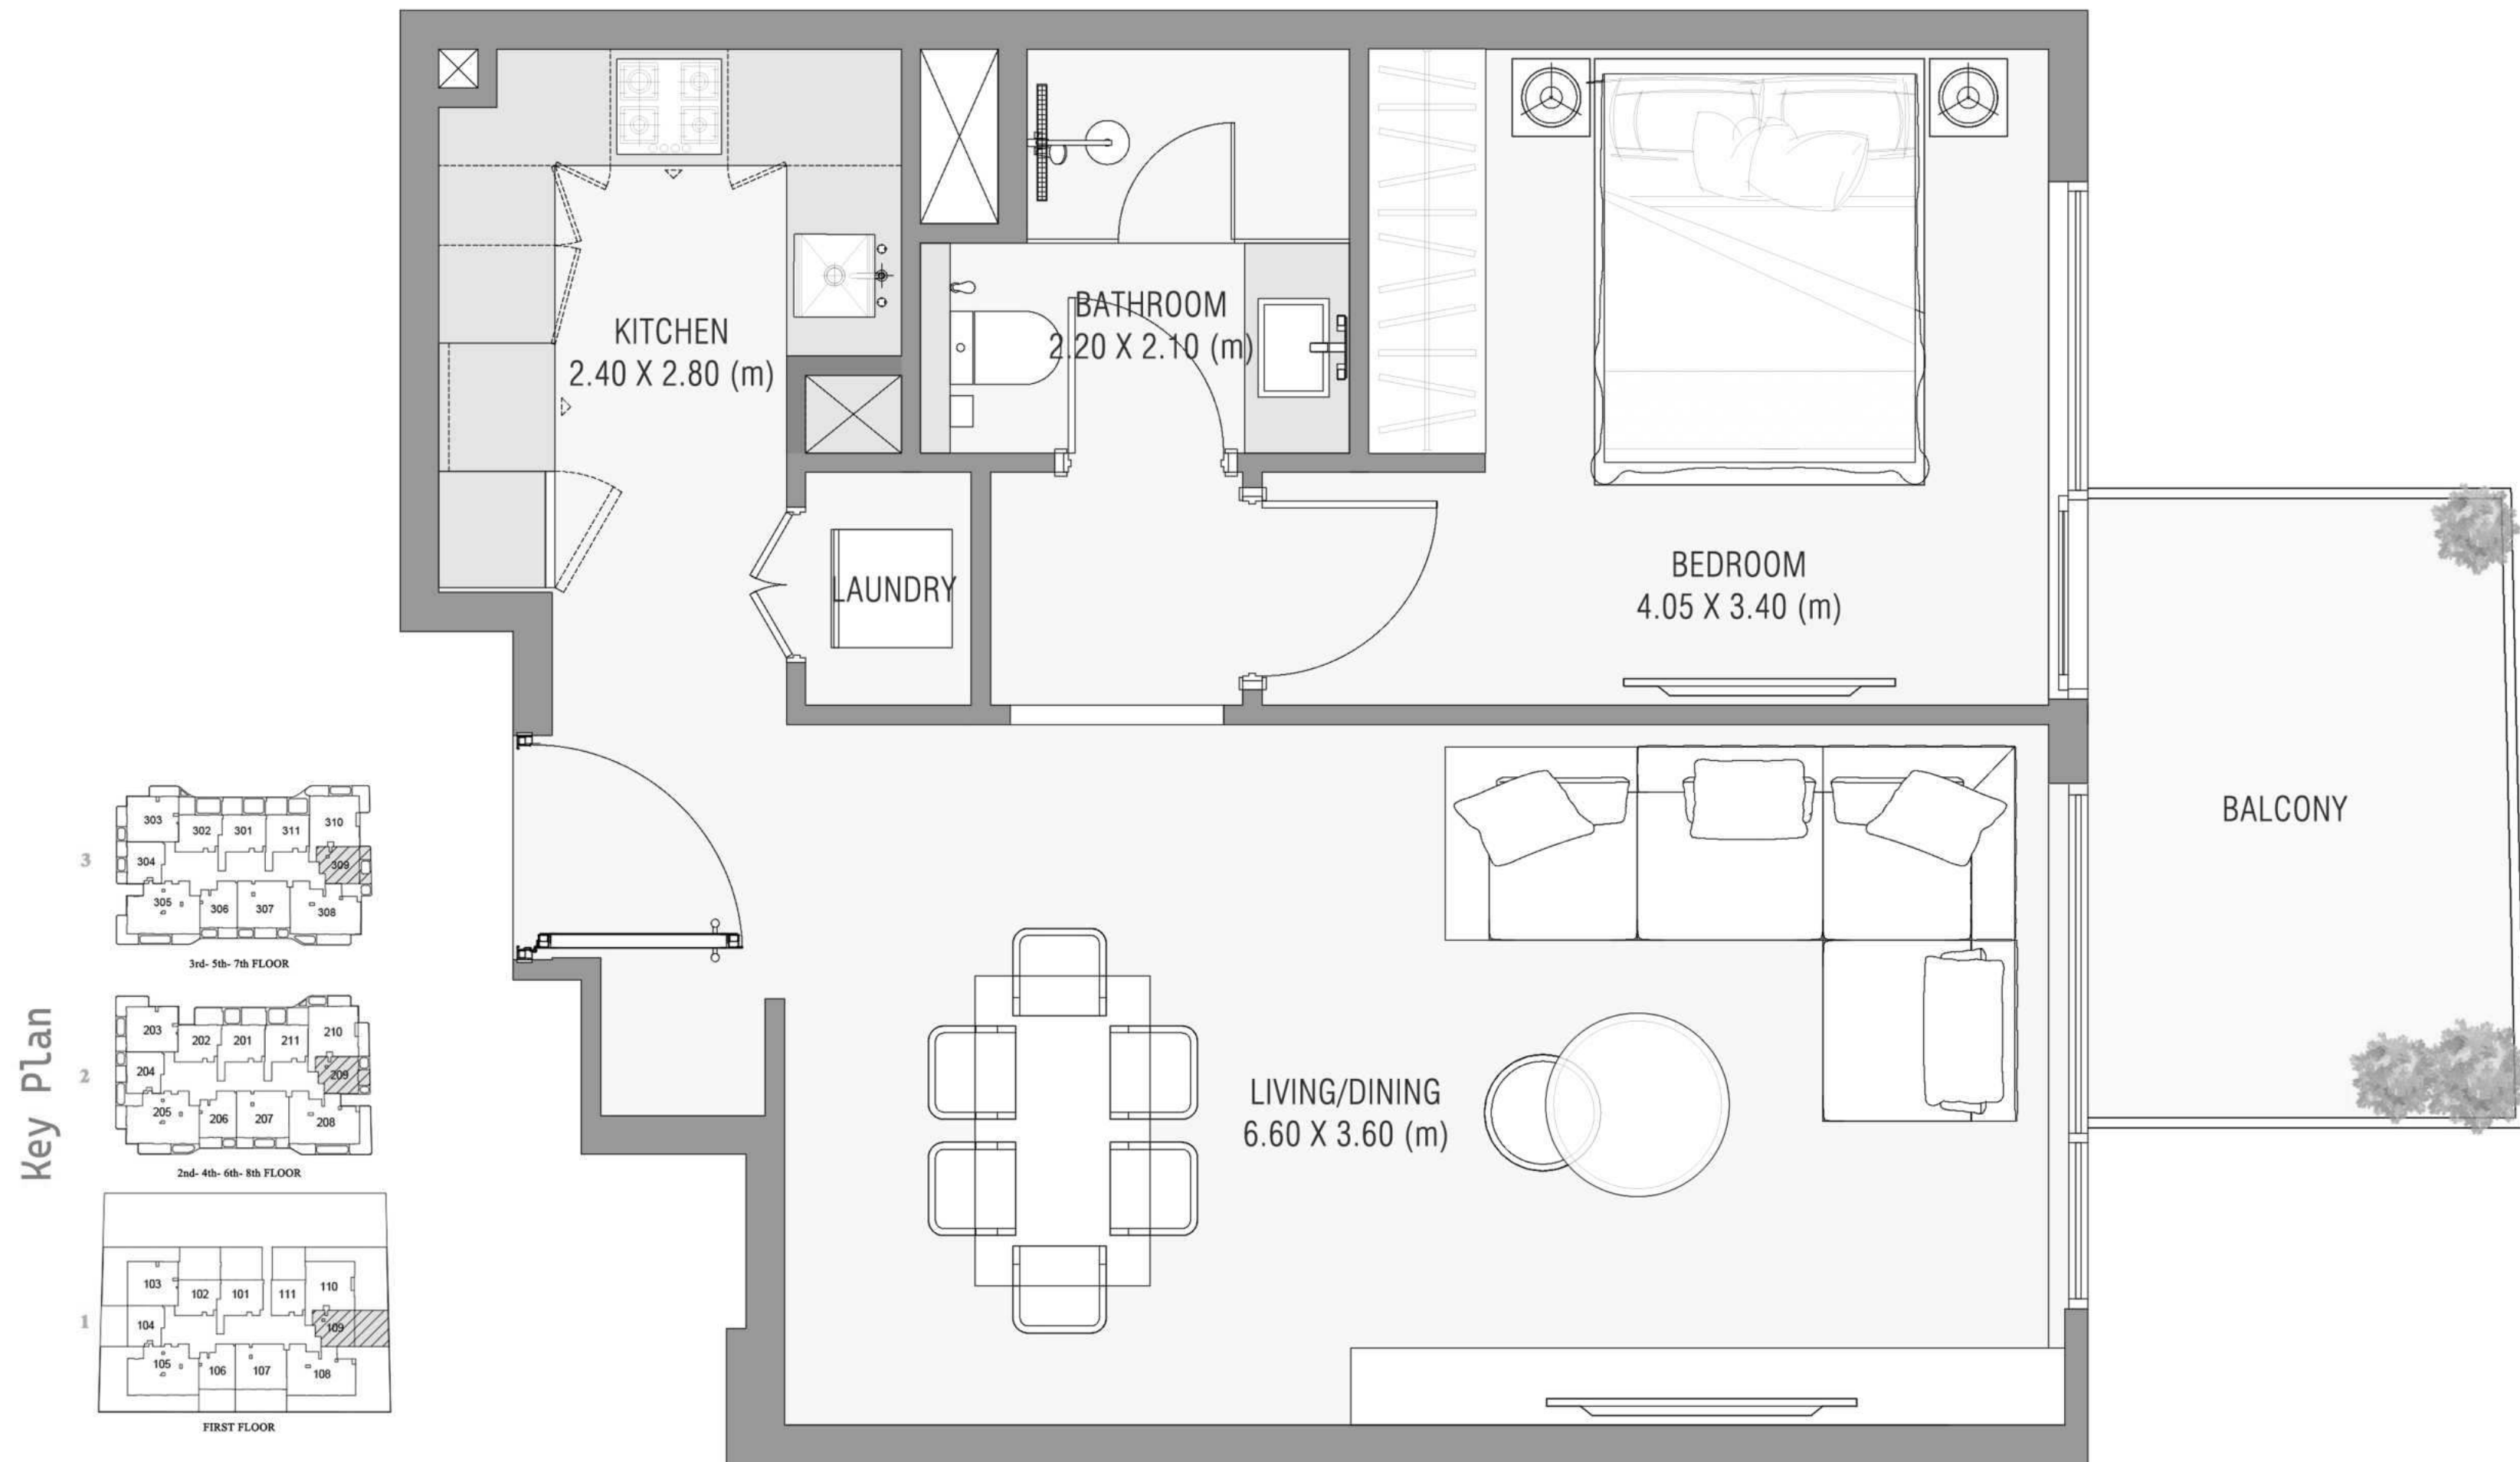 KITCHEN
2.40 X 2.80 (m)
BATHROOM
2.20 X 2.10 (m)
LAUNDRY
BEDROOM
4.05 X 3.40 (m)
BALCONY
LIVING/DINING
6.60 X 3.60 (m)
Key Plan
3
303
302
301
311
310
304
309
305
306
307
308
3rd- 5th- 7th FLOOR
2
203
202
201
211
210
204
209
205
206
207
208
2nd- 4th- 6th- 8th FLOOR
1
103
102
101
111
110
104
109
105
106
107
108
FIRST FLOOR